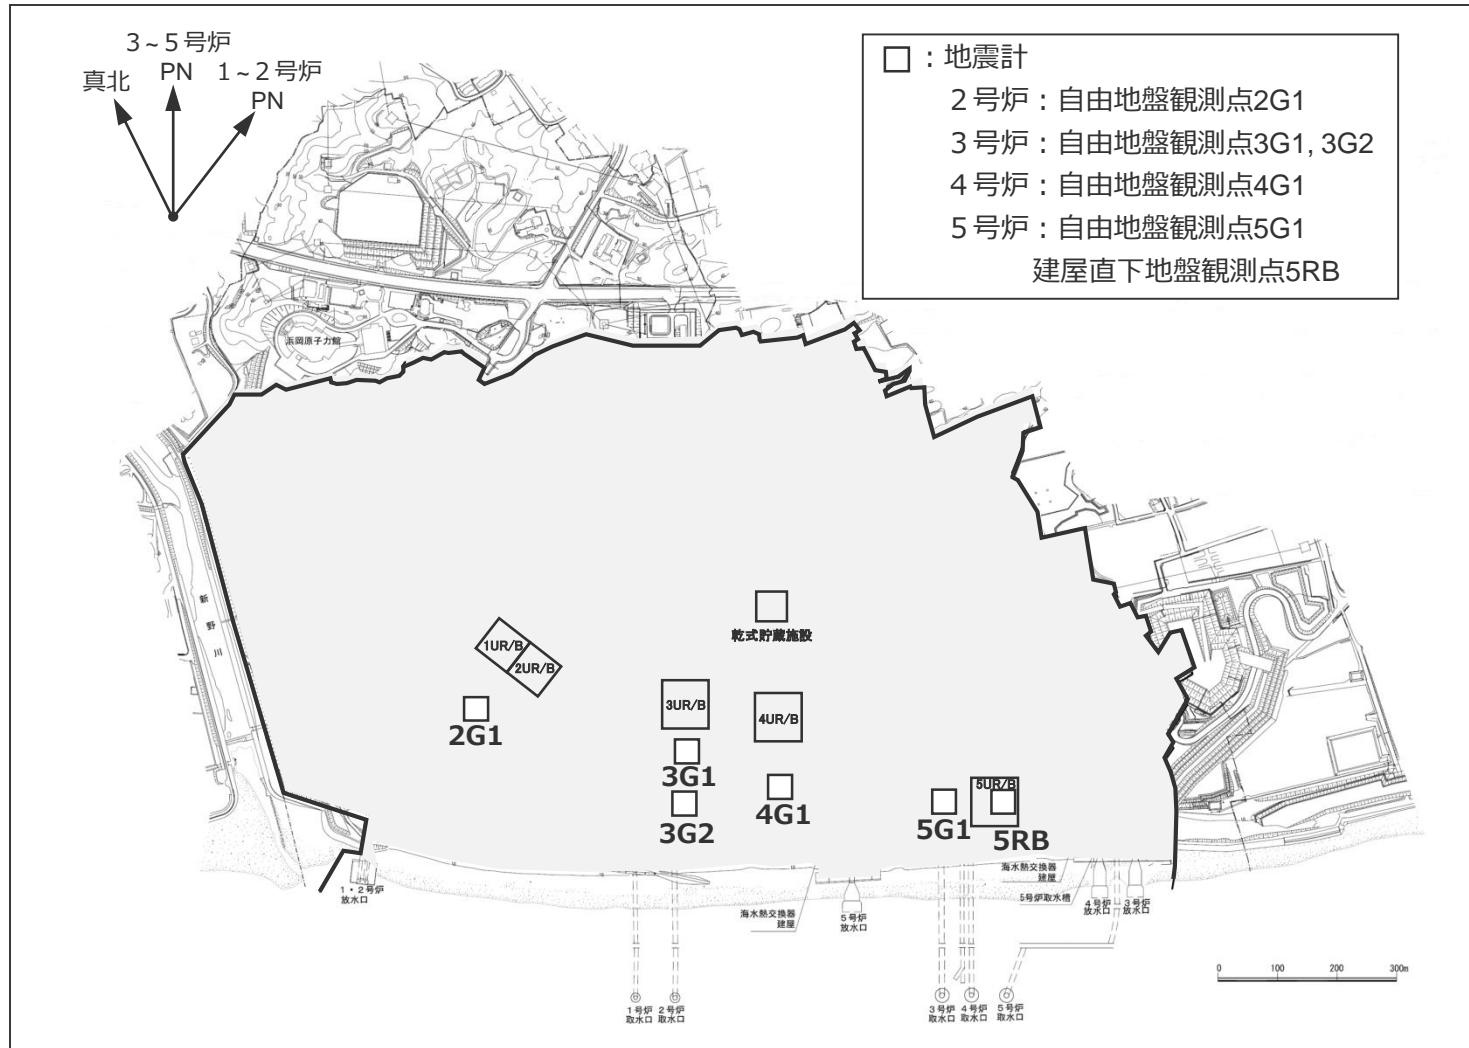 3~5号炉
PN
1~2号炉
PN
真北
□：地震計
2号炉：自由地盤観測点2G1
3号炉：自由地盤観測点3G1, 3G2
4号炉：自由地盤観測点4G1
5号炉：自由地盤観測点5G1
建屋直下地盤観測点5RB
浜岡原子力館
新野川
乾式貯蔵施設
1UR/B
2UR/B
3UR/B
4UR/B
5UR/B
2G1
3G1
3G2
4G1
5G1
5RB
1・2号炉
放水口
海水熱交換器
建屋
5号炉
放水口
海水熱交換器
建屋
5号炉取水槽
4号炉
放水口
3号炉
放水口
1号炉
取水口
2号炉
取水口
3号炉
取水口
4号炉
取水口
5号炉
取水口
0 100 200 300m